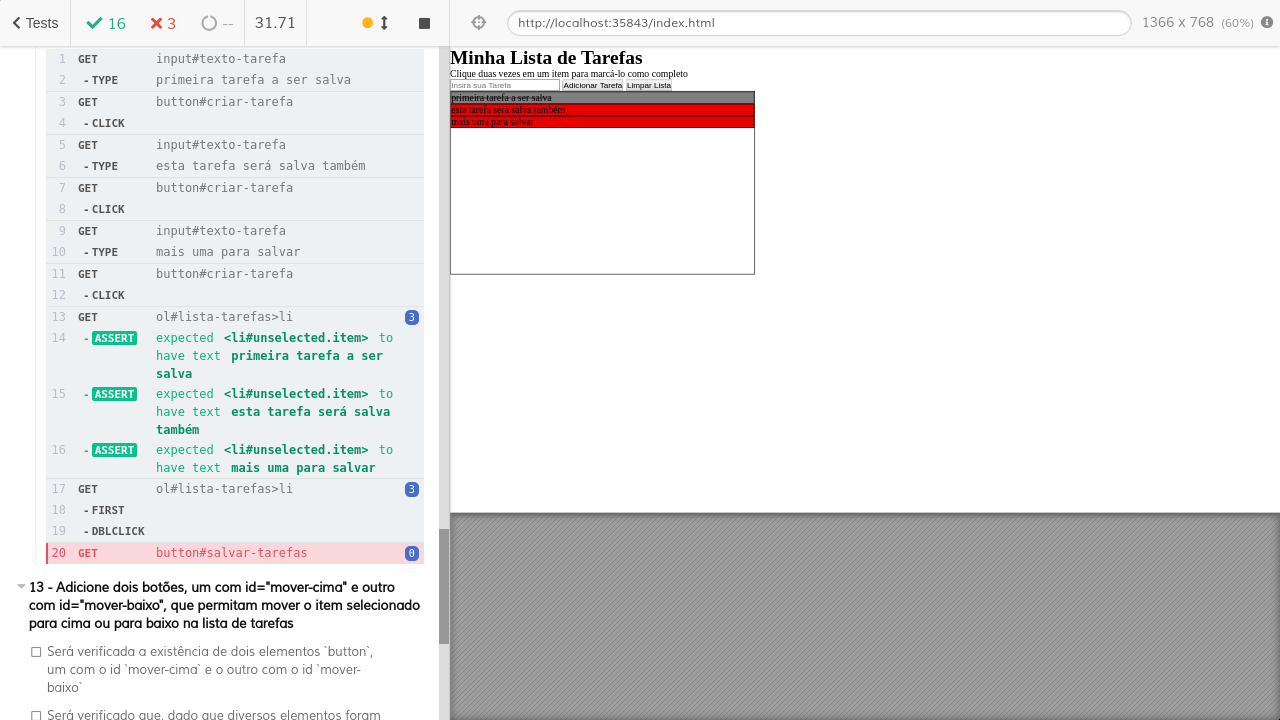 Tests 16 3 -- 31.71 http://localhost:35843/index.html 1366 x 768 (60%)
1 GET input#texto-tarefa
2 - TYPE primeira tarefa a ser salva
3 GET button#criar-tarefa
4 - CLICK
5 GET input#texto-tarefa
6 - TYPE esta tarefa será salva também
7 GET button#criar-tarefa
8 - CLICK
9 GET input#texto-tarefa
10 - TYPE mais uma para salvar
11 GET button#criar-tarefa
12 - CLICK
13 GET ol#lista-tarefas>li 3
14 - ASSERT expected <li#unselected.item> to
have text primeira tarefa a ser
salva
15 - ASSERT expected <li#unselected.item> to
have text esta tarefa será salva
também
16 - ASSERT expected <li#unselected.item> to
have text mais uma para salvar
17 GET ol#lista-tarefas>li 3
18 - FIRST
19 - DBLCLICK
20 GET button#salvar-tarefas 0
13 - Adicione dois botões, um com id="mover-cima" e outro
com id="mover-baixo", que permitam mover o item selecionado
para cima ou para baixo na lista de tarefas
Será verificada a existência de dois elementos `button`,
um com o id `mover-cima` e o outro com o id `mover-
baixo`
Será verificado que, dado que diversos elementos foram
Minha Lista de Tarefas
Clique duas vezes em um item para marcá-lo como completo
Insira sua Tarefa Adicionar Tarefa Limpar Lista
primeira tarefa a ser salva
esta tarefa será salva também
mais uma para salvar